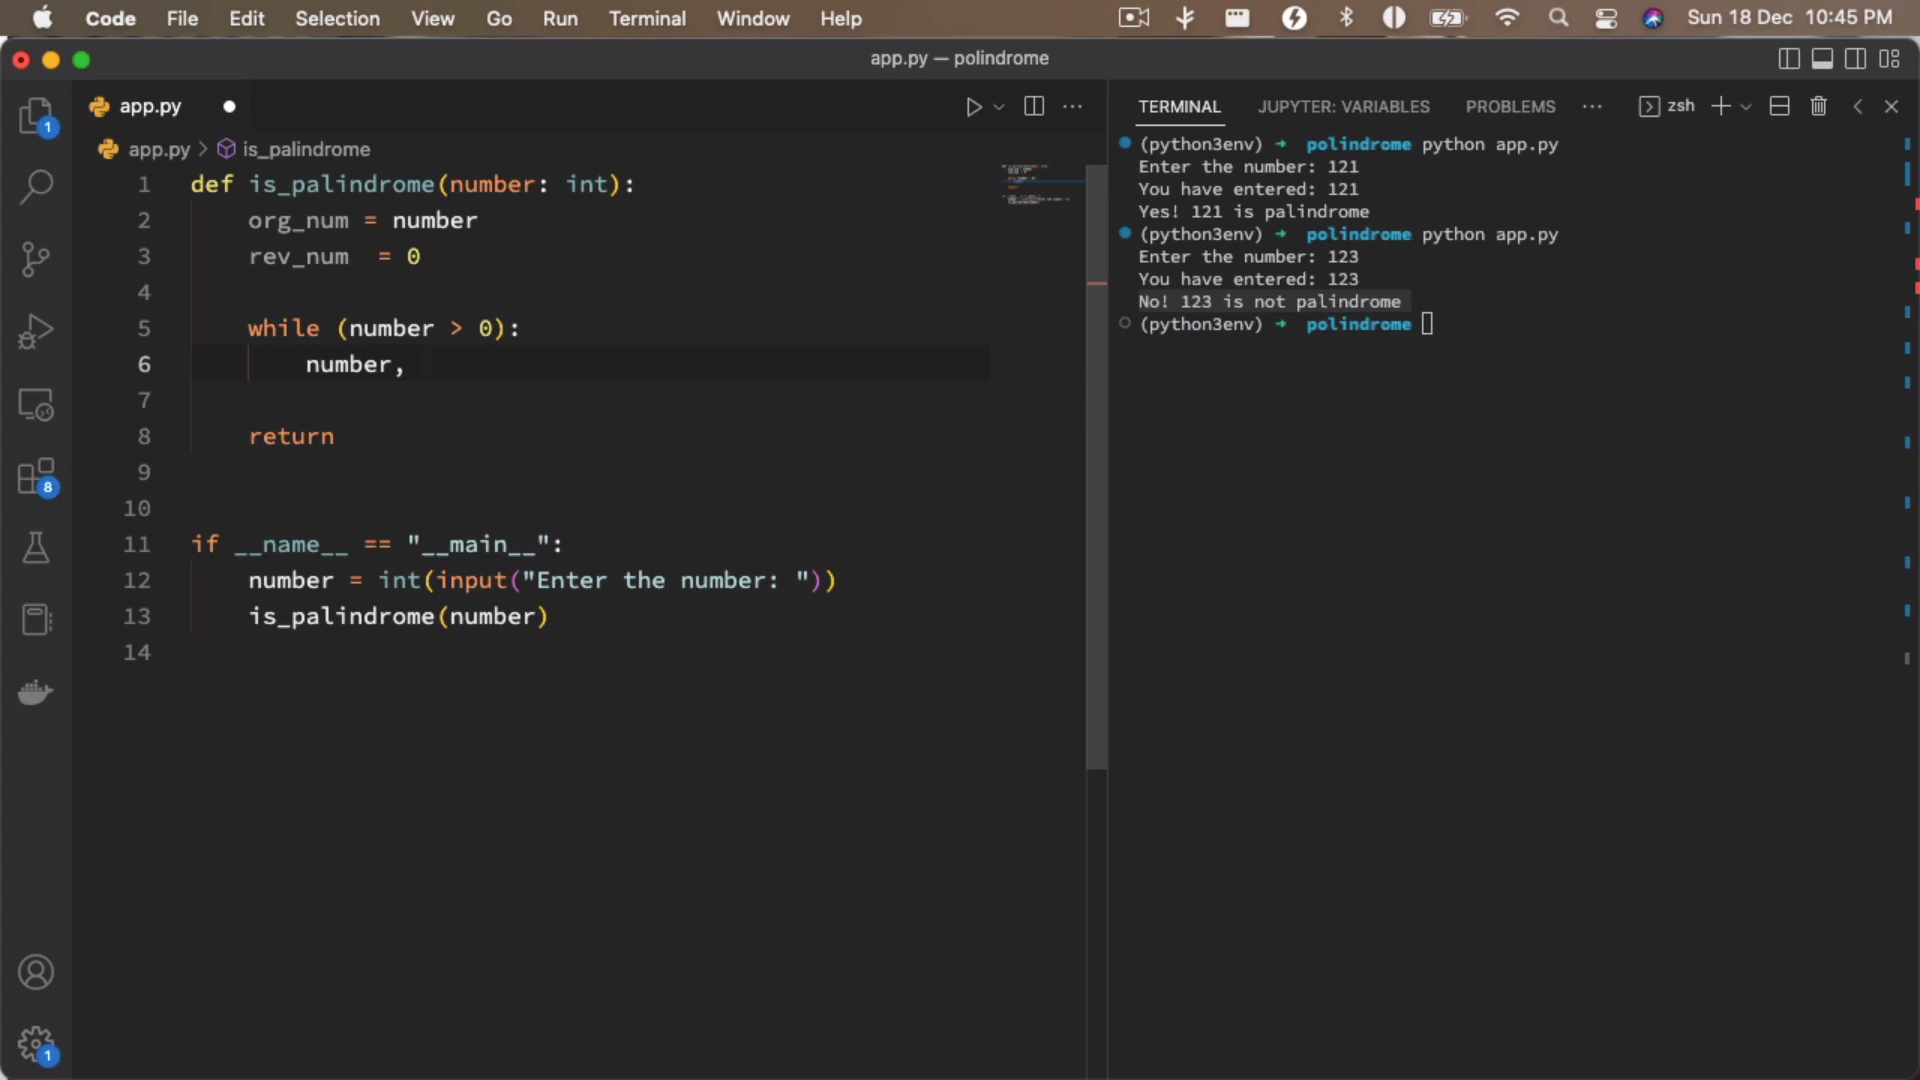 Code File Edit Selection View Go Run Terminal Window Help Sun 18 Dec 10:45 PM
app.py — polindrome
app.py
app.py > is_palindrome
1 def is_palindrome(number: int):
2 org_num = number
3 rev_num = 0
4
5 while (number > 0):
6 number,
7
8 return
9
10
11 if __name__ == "__main__":
12 number = int(input("Enter the number: "))
13 is_palindrome(number)
14
1
8
1
TERMINAL JUPYTER: VARIABLES PROBLEMS ··· zsh
(python3env) ➜ polindrome python app.py
Enter the number: 121
You have entered: 121
Yes! 121 is palindrome
(python3env) ➜ polindrome python app.py
Enter the number: 123
You have entered: 123
No! 123 is not palindrome
(python3env) ➜ polindrome